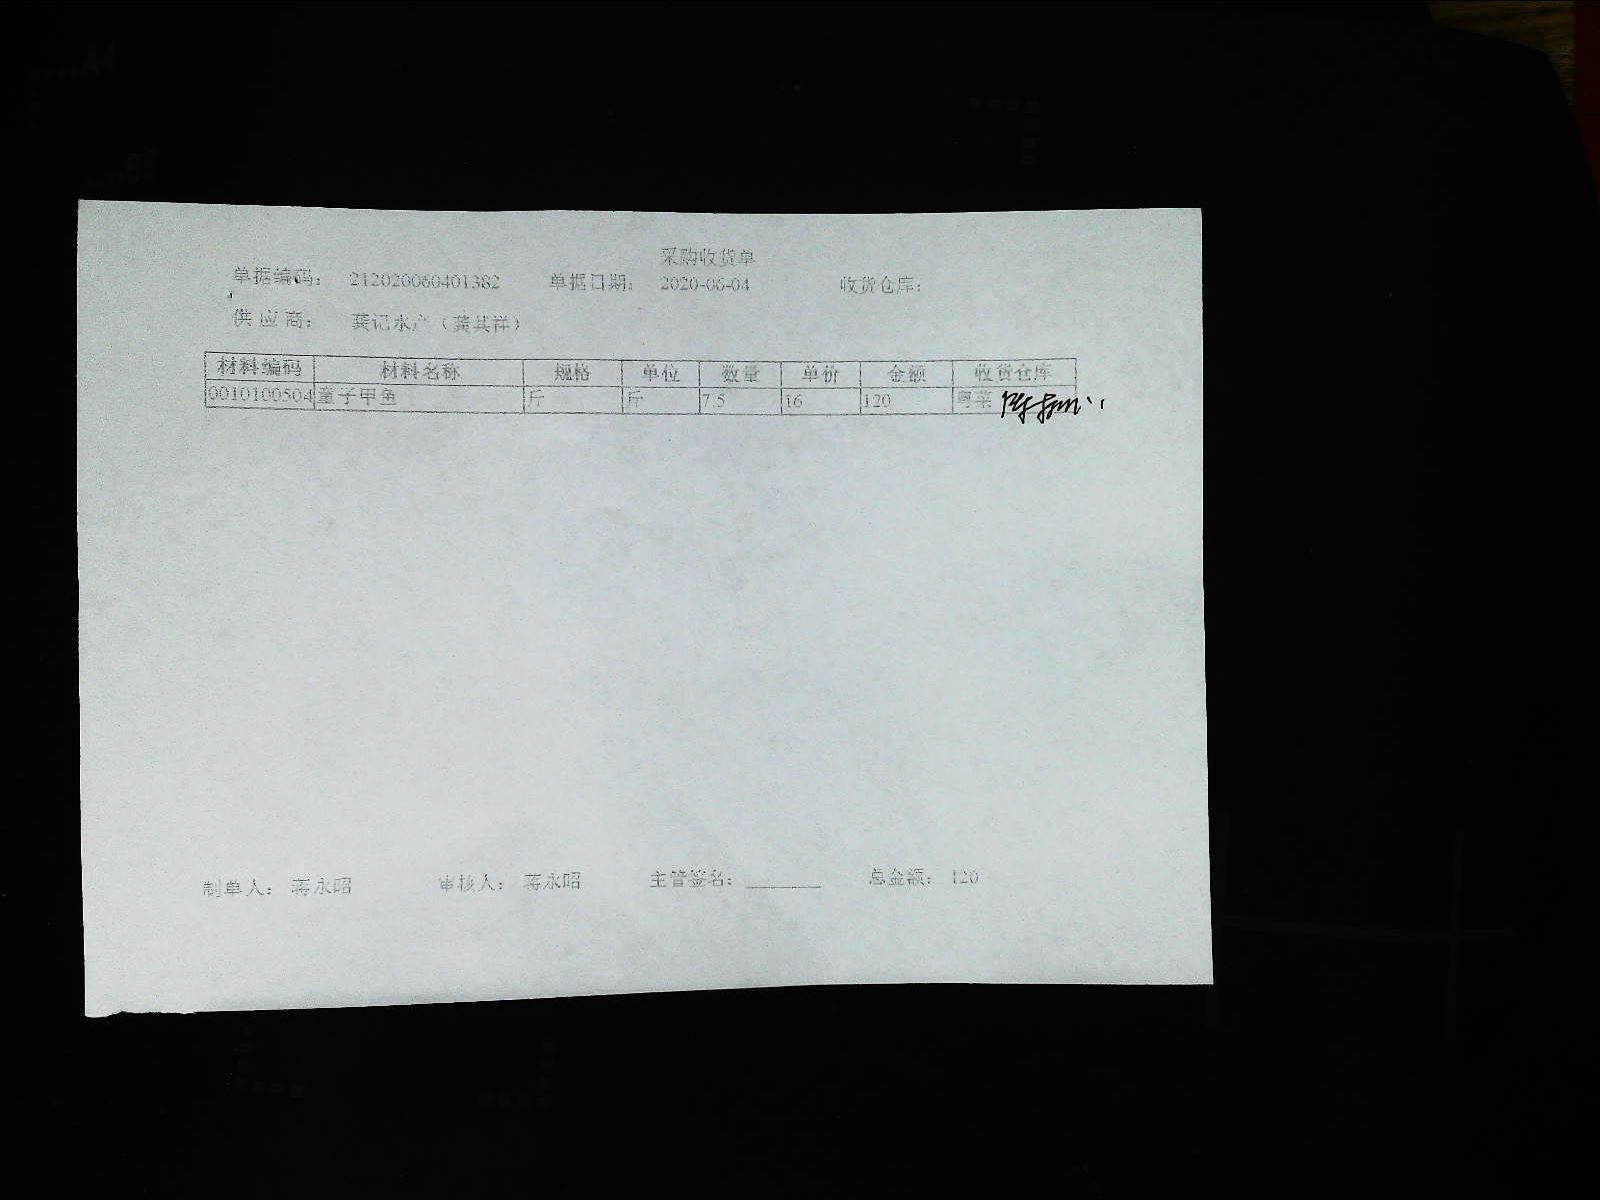 采购收货单
单据编码: 212020060401382 单据日期: 2020-06-04 收货仓库:
供应商: 龚记水产（龚其祥）
材料编码 材料名称 规格 单位 数量 单价 金额 收货仓库
0010100504 童子甲鱼 斤 斤 7.5 16 120 粤菜
制单人: 蒋永昭 审核人: 蒋永昭 主管签名: 总金额: 120